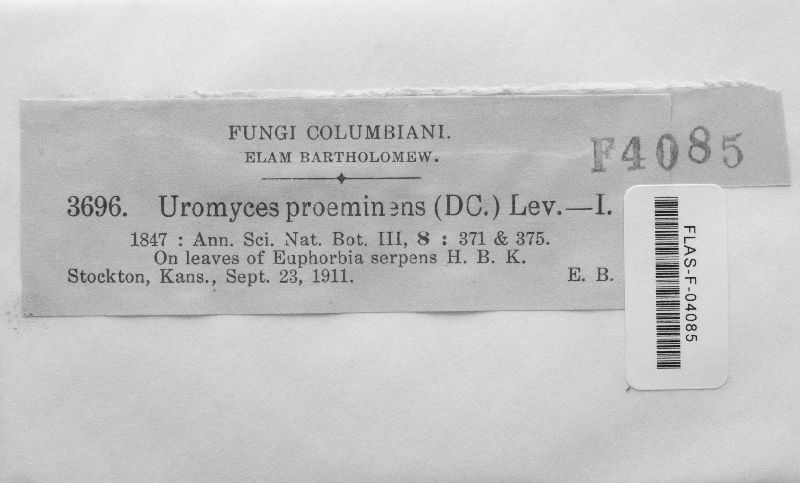 FUNGI COLUMBIANI.
ELAM BARTHOLOMEW.
F4085
3696. Uromyces proeminens (DC.) Lev.—I.
1847 : Ann. Sci. Nat. Bot. III, 8 : 371 & 375.
On leaves of Euphorbia serpens H. B. K.
Stockton, Kans., Sept. 23, 1911. E. B.
FLAS-F-04085